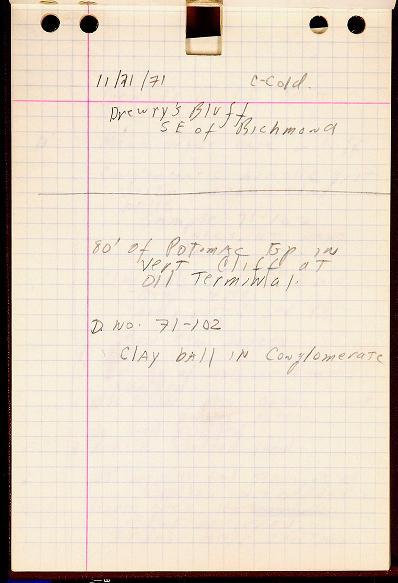 11/21/71 C-Cold.
Drewry's Bluff
SE of Richmond
80' of Potomac Exp in
Vert Cliff at
Oil Terminal.
D. No. 71-102
Clay ball in Conglomerate